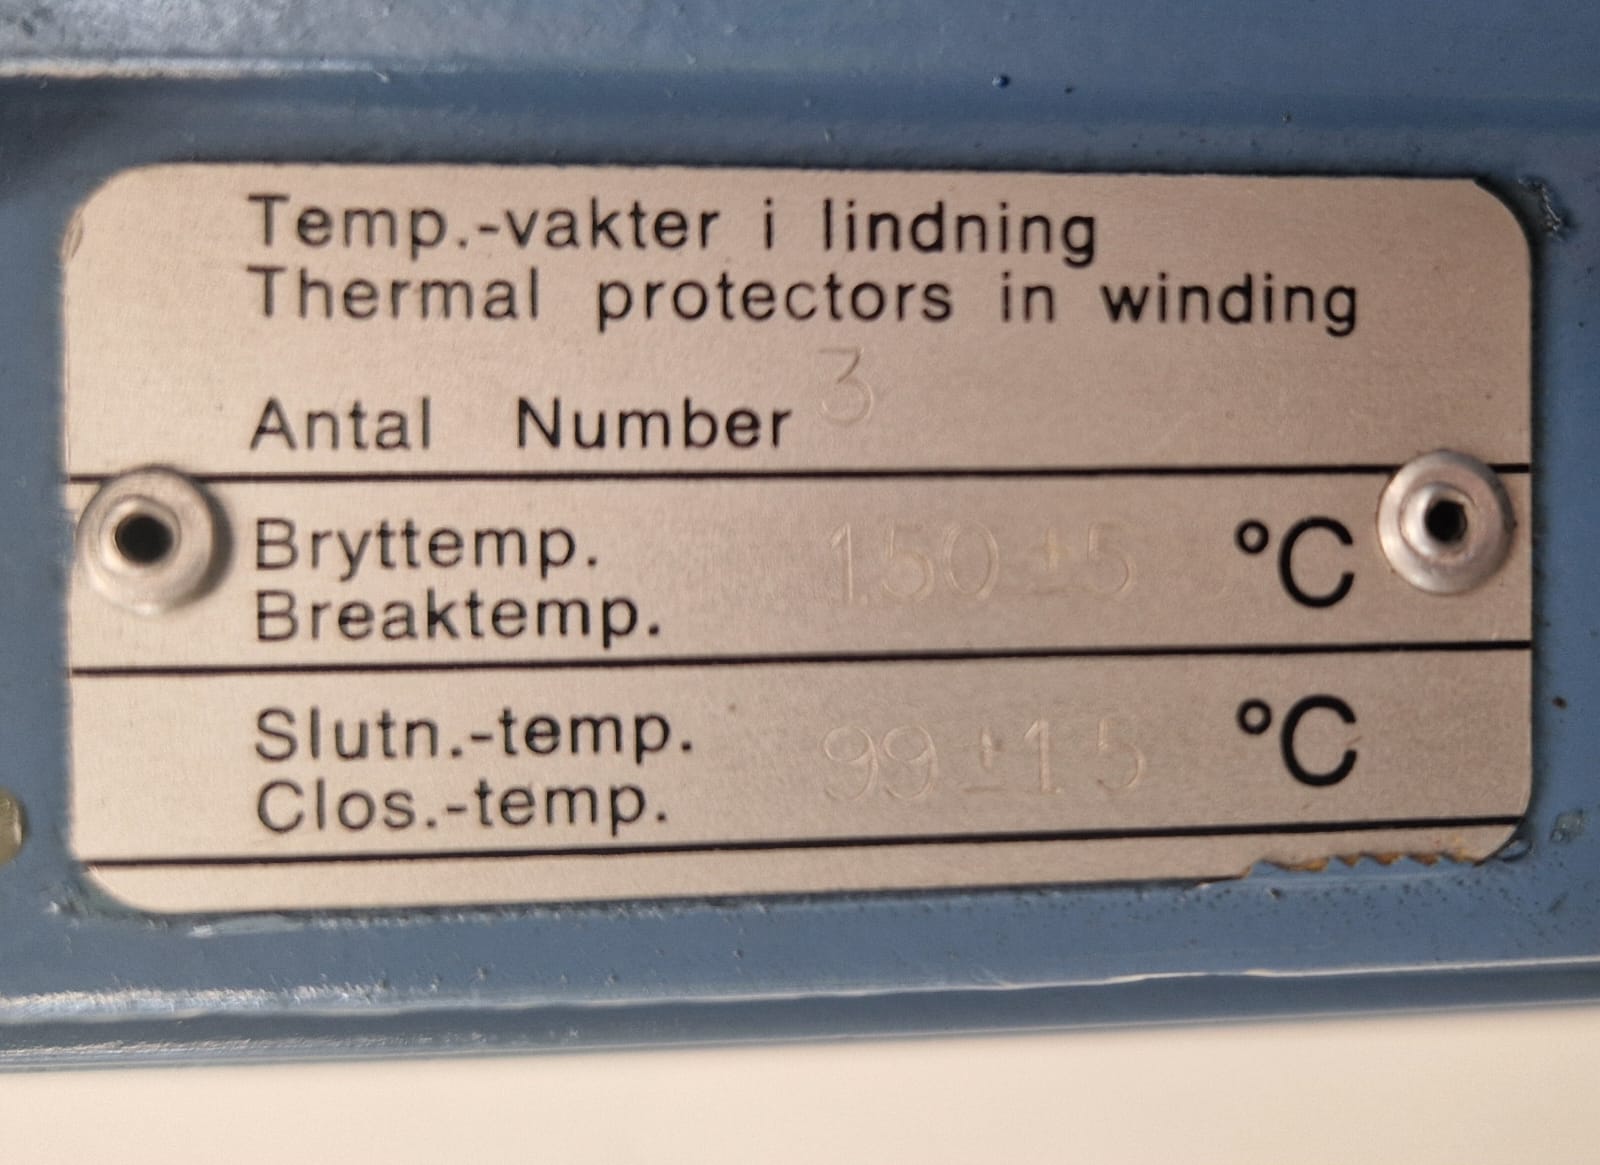 Temp.-vakter i lindning
Thermal protectors in winding
Antal Number 3
Bryttemp. 150 ±5 °C
Breaktemp.
Slutn.-temp. 99 ±15 °C
Clos.-temp.